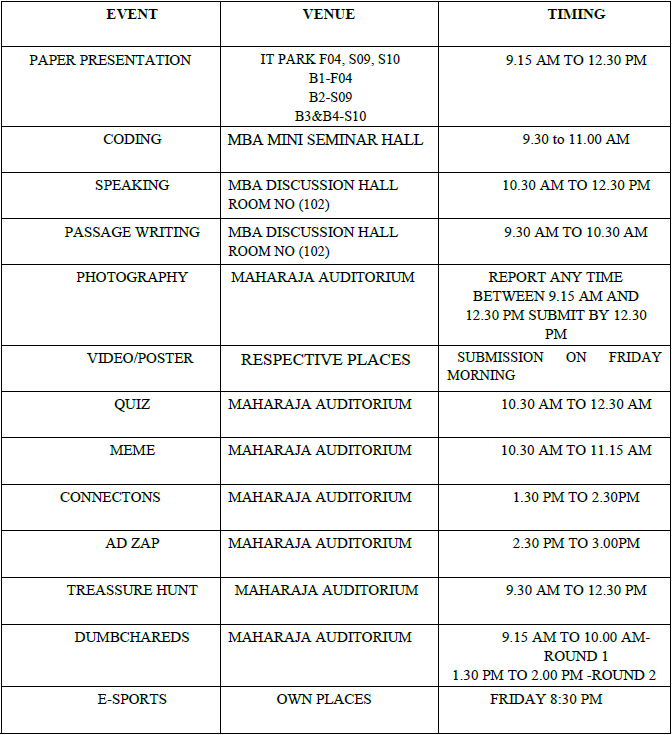 EVENT VENUE TIMING
PAPER PRESENTATION IT PARK F04, S09, S10 9.15 AM TO 12.30 PM
B1-F04
B2-S09
B3&B4-S10
CODING MBA MINI SEMINAR HALL 9.30 to 11.00 AM
SPEAKING MBA DISCUSSION HALL 10.30 AM TO 12.30 PM
ROOM NO (102)
PASSAGE WRITING MBA DISCUSSION HALL 9.30 AM TO 10.30 AM
ROOM NO (102)
PHOTOGRAPHY MAHARAJA AUDITORIUM REPORT ANY TIME
BETWEEN 9.15 AM AND
12.30 PM SUBMIT BY 12.30
PM
VIDEO/POSTER RESPECTIVE PLACES SUBMISSION ON FRIDAY
MORNING
QUIZ MAHARAJA AUDITORIUM 10.30 AM TO 12.30 AM
MEME MAHARAJA AUDITORIUM 10.30 AM TO 11.15 AM
CONNECTONS MAHARAJA AUDITORIUM 1.30 PM TO 2.30PM
AD ZAP MAHARAJA AUDITORIUM 2.30 PM TO 3.00PM
TREASSURE HUNT MAHARAJA AUDITORIUM 9.30 AM TO 12.30 PM
DUMBCHAREDS MAHARAJA AUDITORIUM 9.15 AM TO 10.00 AM-
ROUND 1
1.30 PM TO 2.00 PM -ROUND 2
E-SPORTS OWN PLACES FRIDAY 8:30 PM